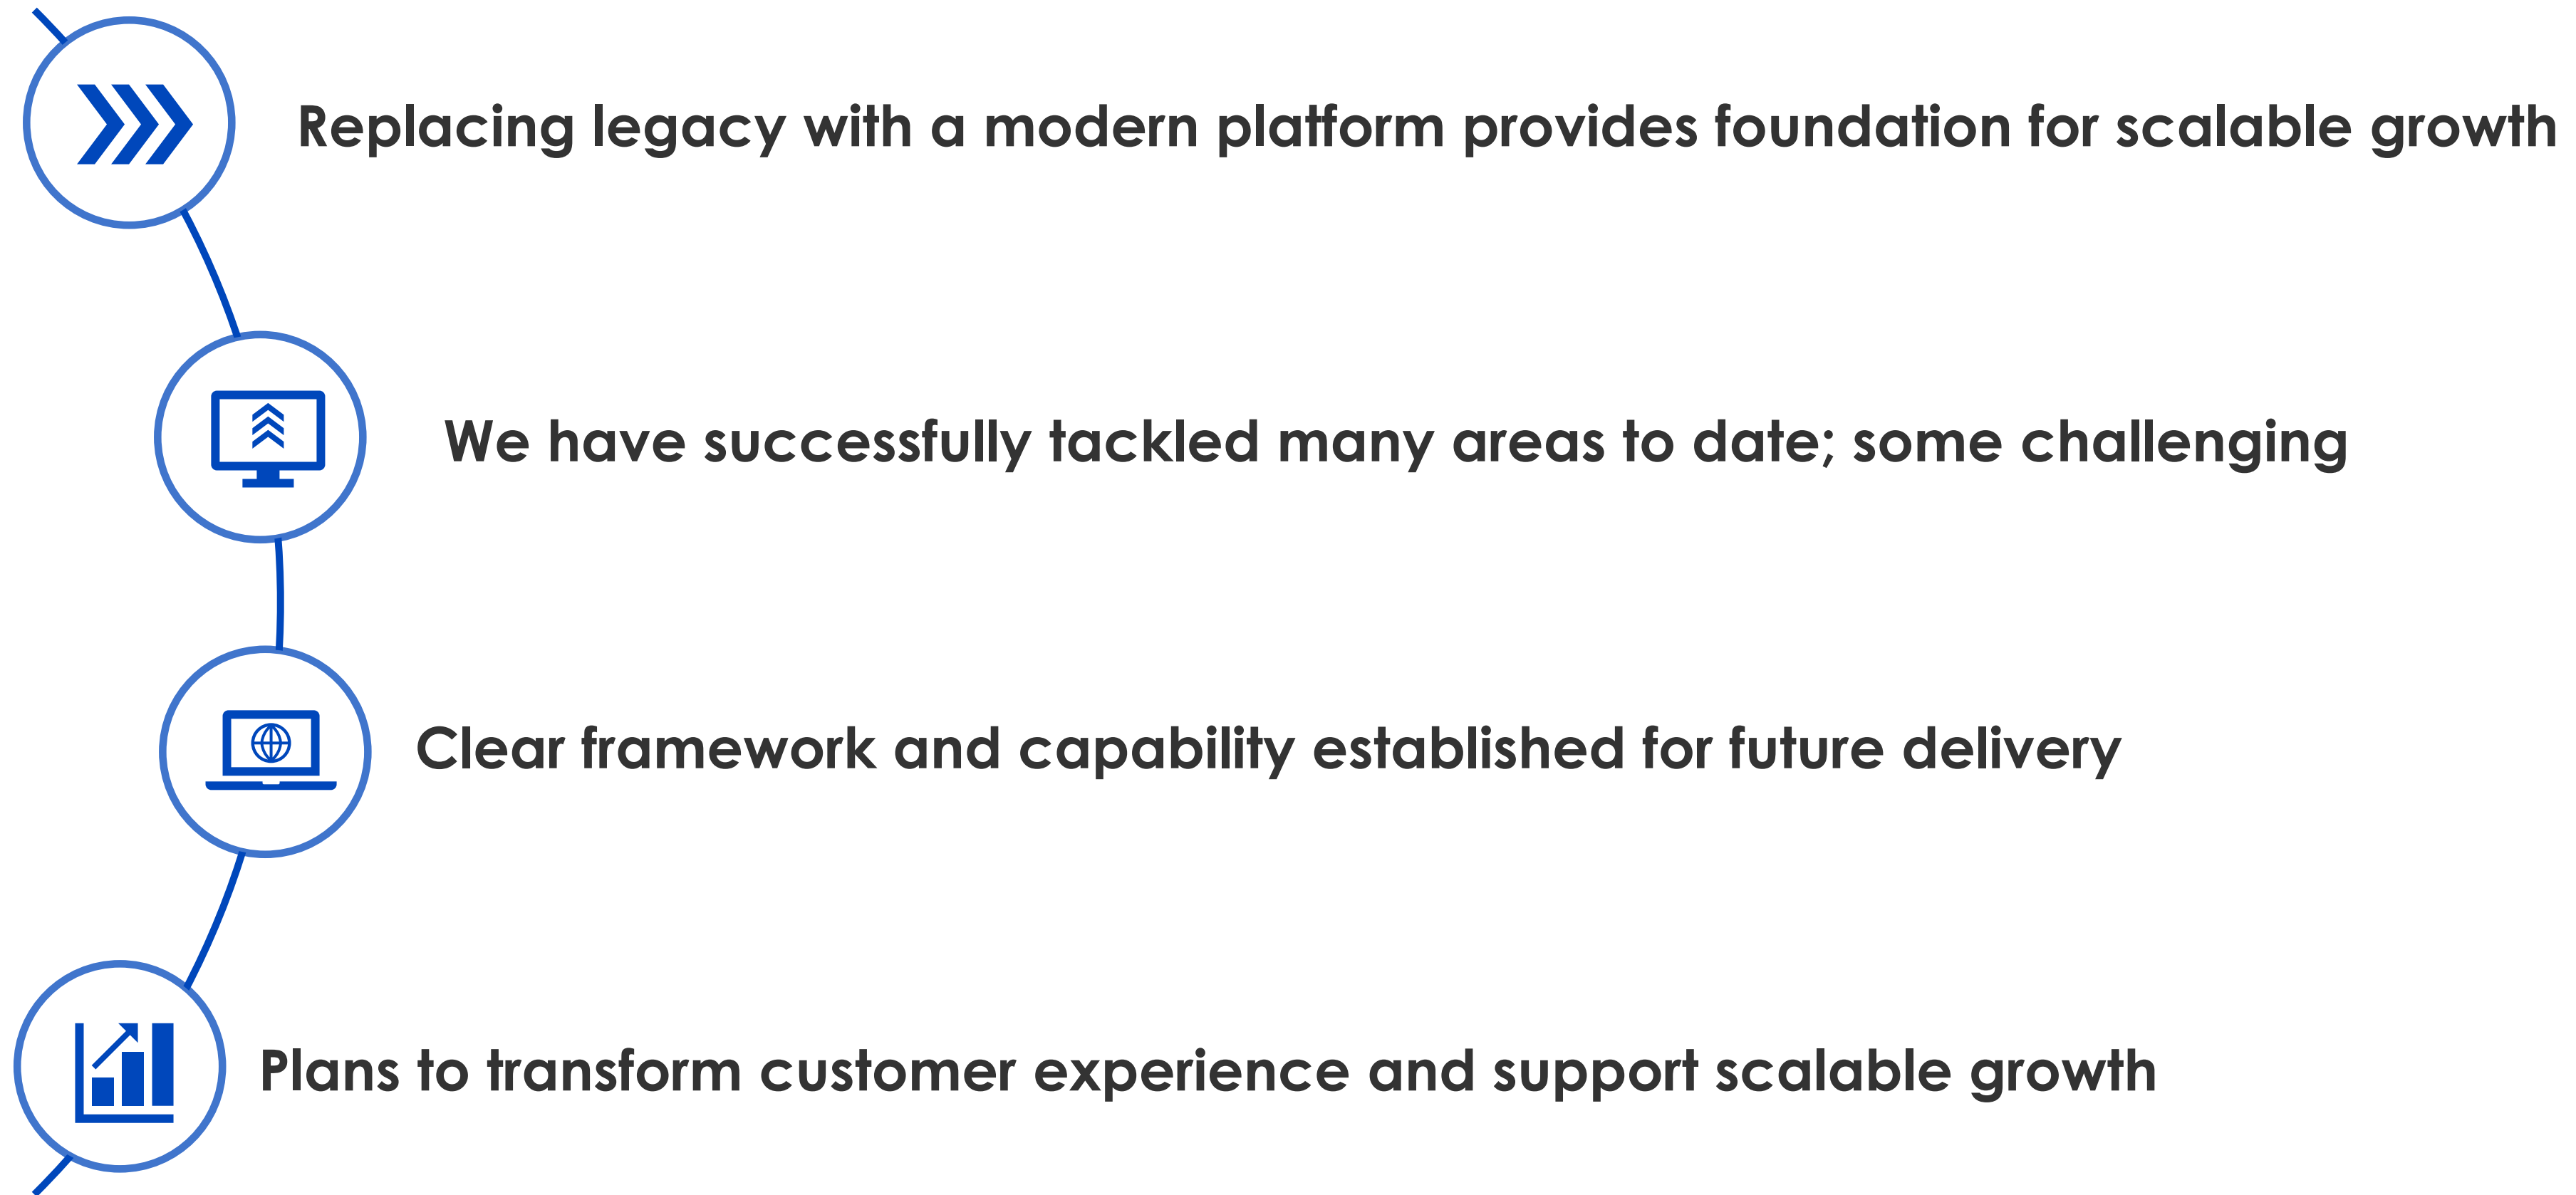 Replacing legacy with a modern platform provides foundation for scalable growth
We have successfully tackled many areas to date; some challenging
Clear framework and capability established for future delivery
Plans to transform customer experience and support scalable growth